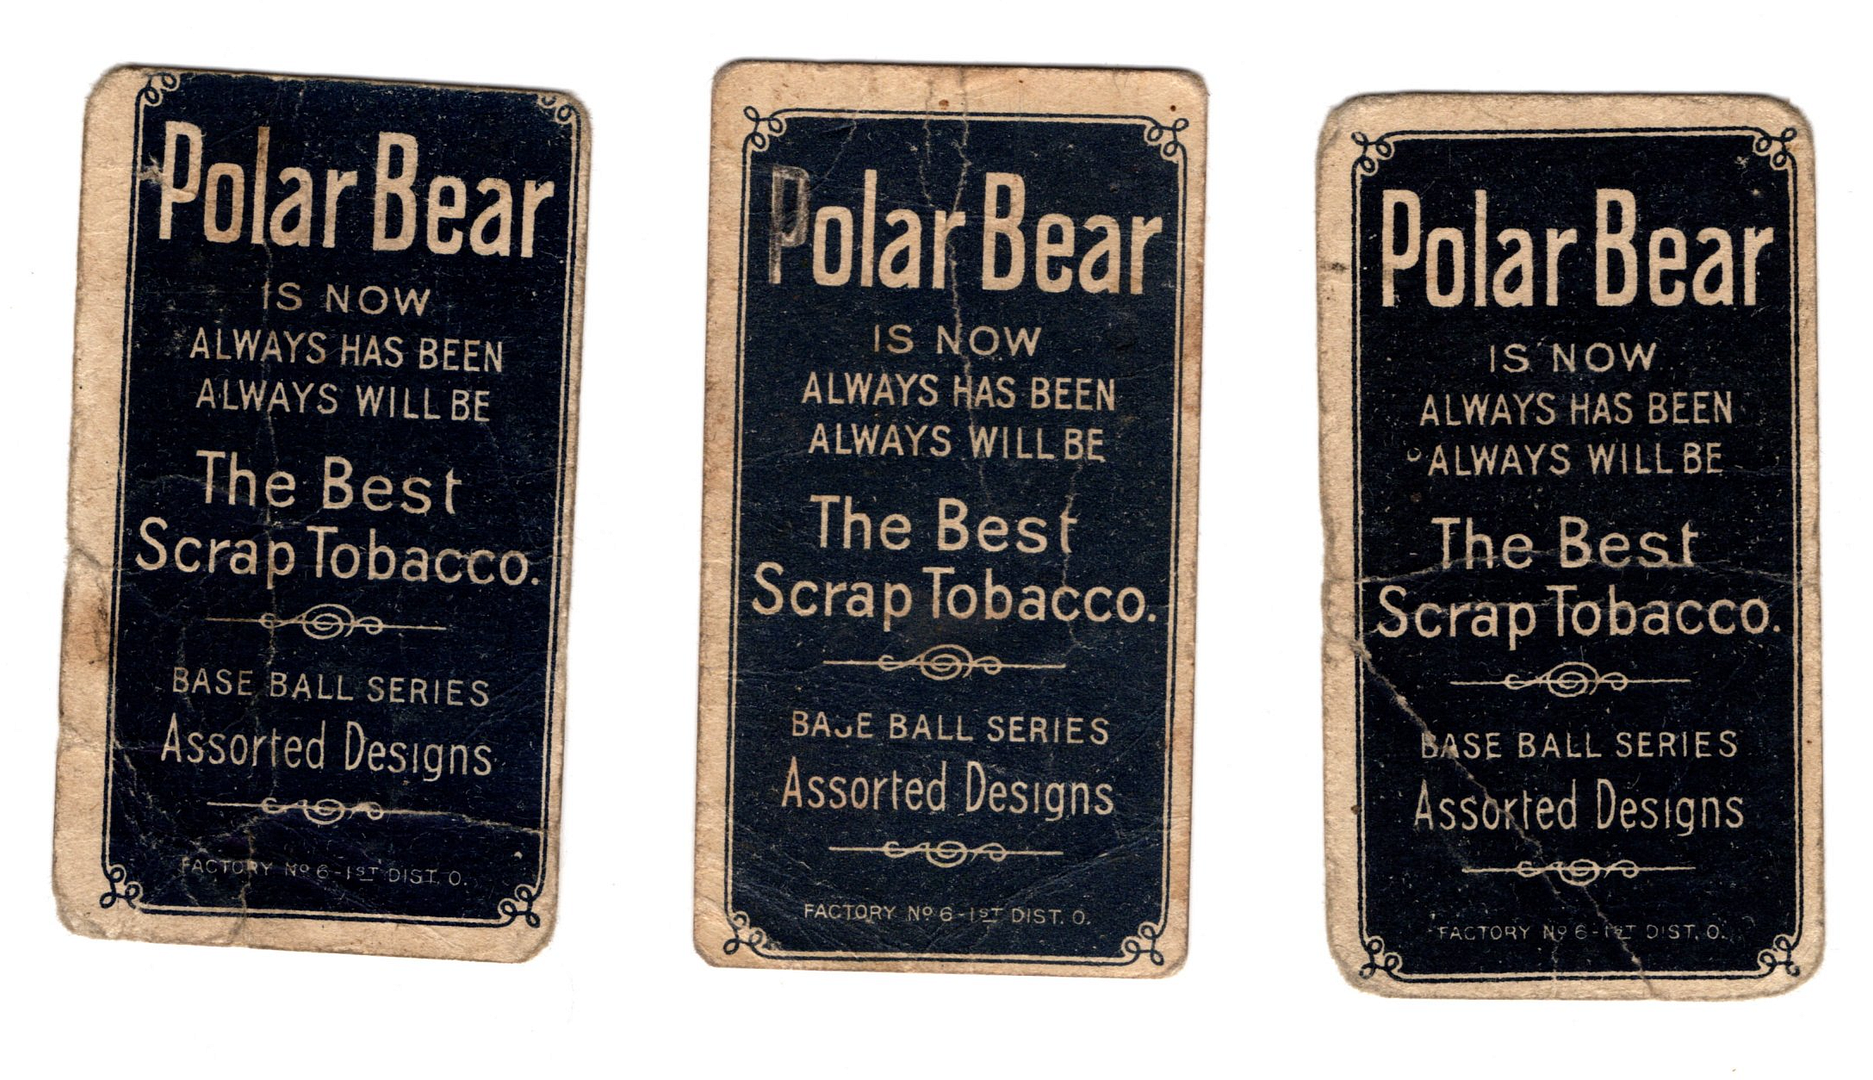 Polar Bear
IS NOW
ALWAYS HAS BEEN
ALWAYS WILL BE
The Best
Scrap Tobacco.
BASE BALL SERIES
Assorted Designs
FACTORY No 6-1ST DIST. O.
Polar Bear
IS NOW
ALWAYS HAS BEEN
ALWAYS WILL BE
The Best
Scrap Tobacco.
BASE BALL SERIES
Assorted Designs
FACTORY No 6-1ST DIST. O.
Polar Bear
IS NOW
ALWAYS HAS BEEN
ALWAYS WILL BE
The Best
Scrap Tobacco.
BASE BALL SERIES
Assorted Designs
FACTORY No 6-1ST DIST. O.